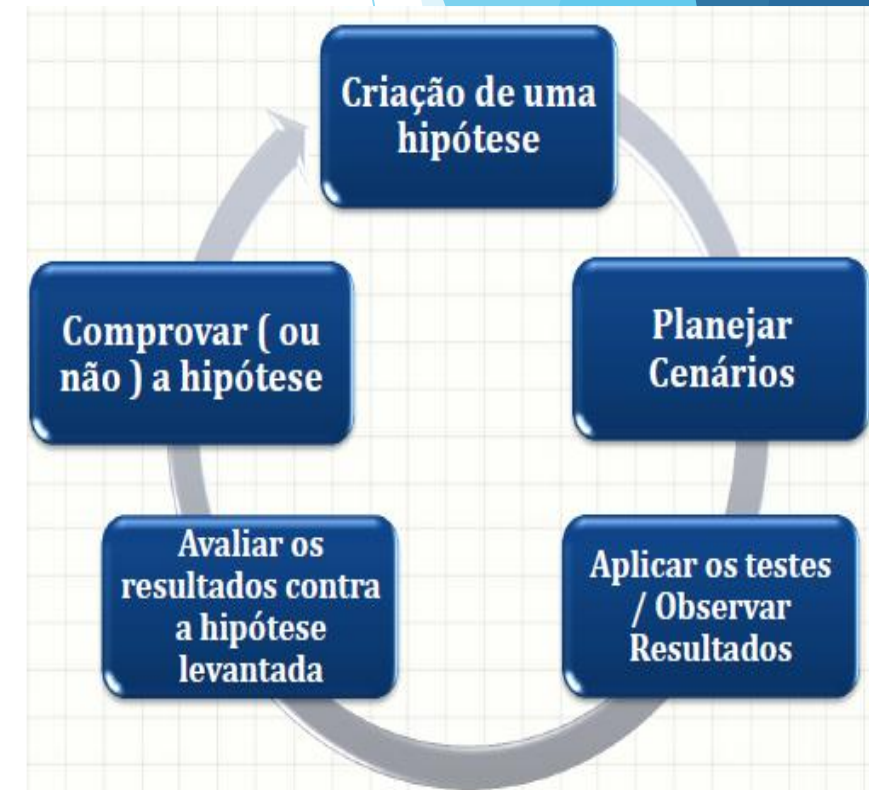 Criação de uma
hipótese
Planejar
Cenários
Aplicar os testes
/ Observar
Resultados
Avaliar os
resultados contra
a hipótese
levantada
Comprovar ( ou
não ) a hipótese